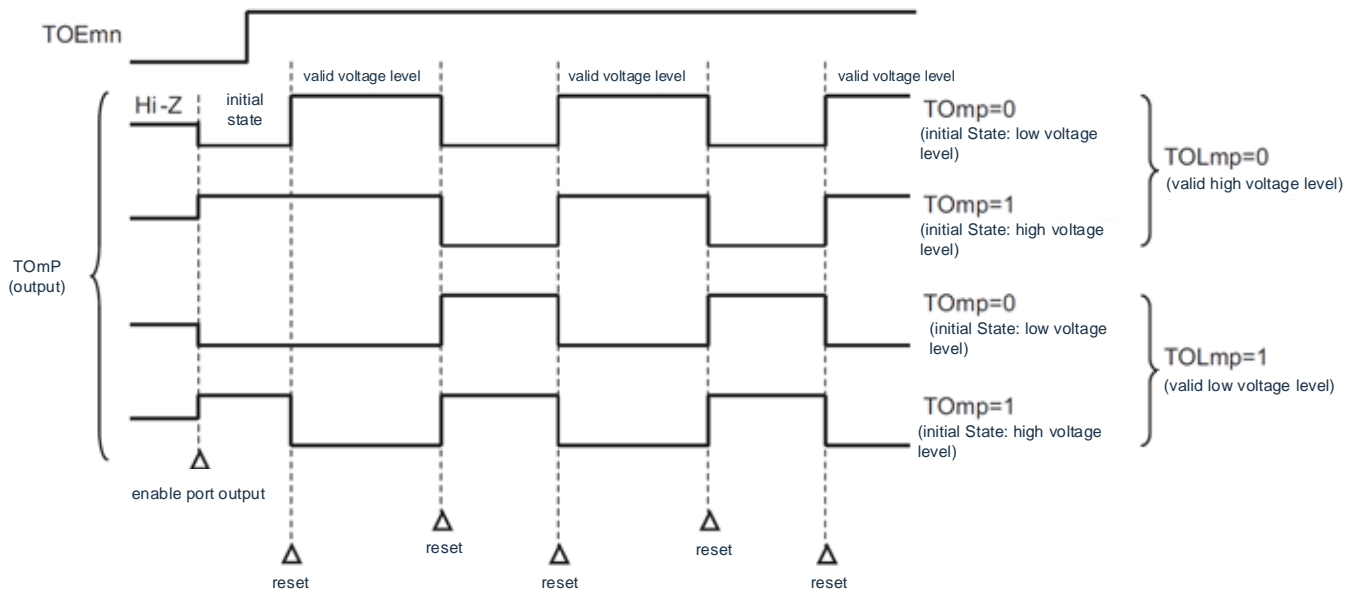 TOEmn
valid voltage level
valid voltage level
valid voltage level
Hi-Z
initial
state
TOmp=0
(initial State: low voltage
level)
TOLmp=0
(valid high voltage level)
TOmp=1
(initial State: high voltage
level)
TOmP
(output)
TOmp=0
(initial State: low voltage
level)
TOLmp=1
(valid low voltage level)
TOmp=1
(initial State: high voltage
level)
enable port output
reset
reset
reset
reset
reset